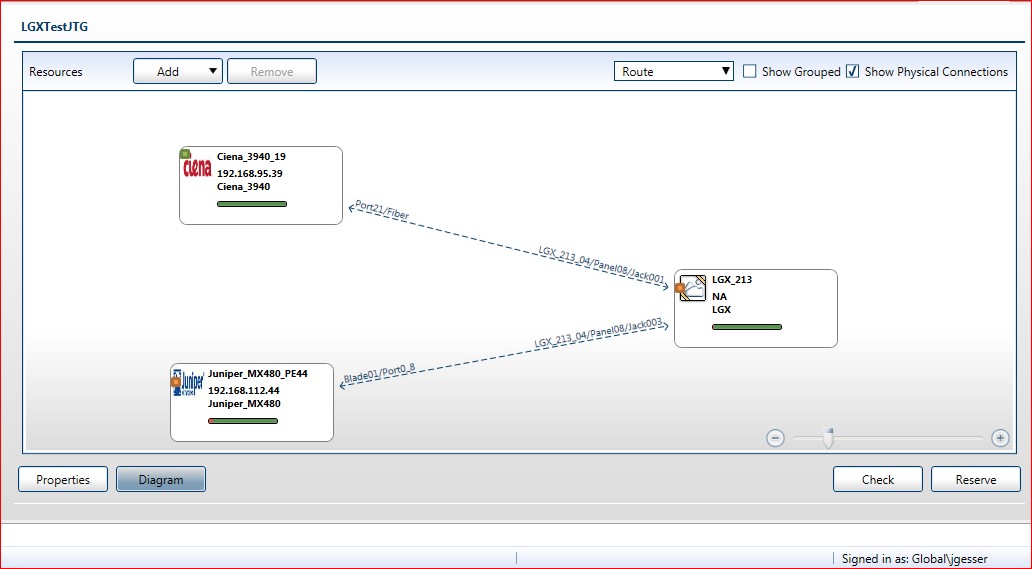 LGXTestJTG
Resources
Add
Remove
Route
Show Grouped
Show Physical Connections
ciena
Ciena_3940_19
192.168.95.39
Ciena_3940
Port21/Fiber
LGX_213_04/Panel08/Jack001
LGX_213
NA
LGX
LGX_213_04/Panel08/Jack003
Blade01/Port0_8
Juniper
Juniper_MX480_PE44
192.168.112.44
Juniper_MX480
Properties
Diagram
Check
Reserve
Signed in as: Global\jgesser